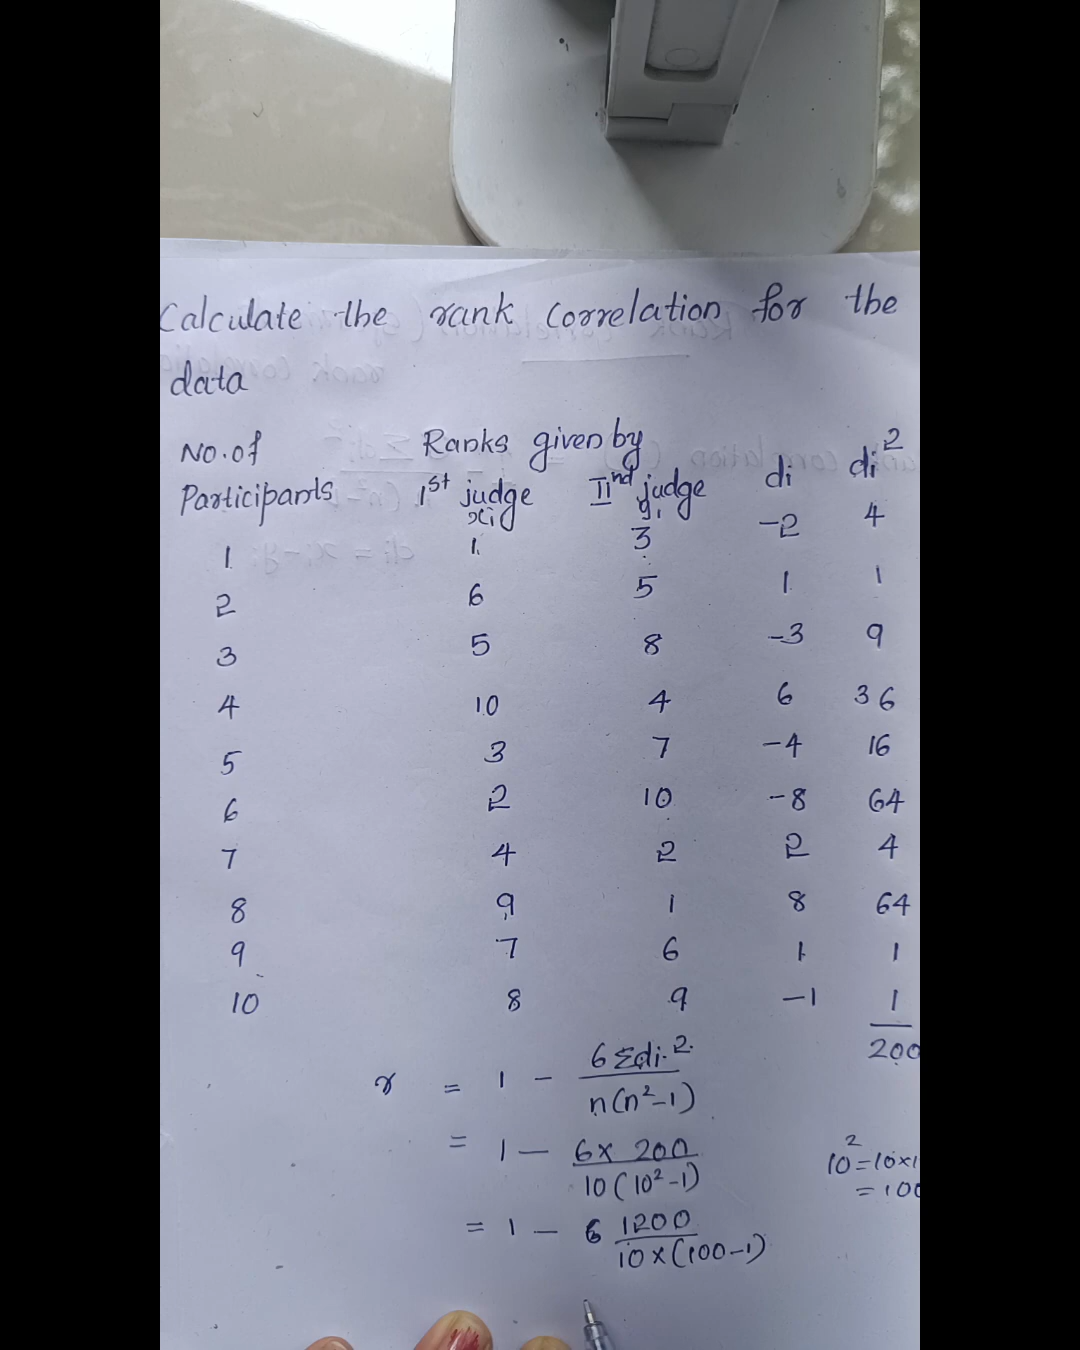 Calculate the rank correlation for the
data
No.of Participants Ranks given by 1st judge xi IInd judge yi di di²
1 1 3 -2 4
2 6 5 1 1
3 5 8 -3 9
4 10 4 6 36
5 3 7 -4 16
6 2 10 -8 64
7 4 2 2 4
8 9 1 8 64
9 7 6 1 1
10 8 9 -1 1
200
r = 1 - 6 Σdi² / n(n²-1)
= 1 - 6x 200 / 10(10²-1)
10²=10x1
=100
= 1 - 6 1200 / 10x(100-1)